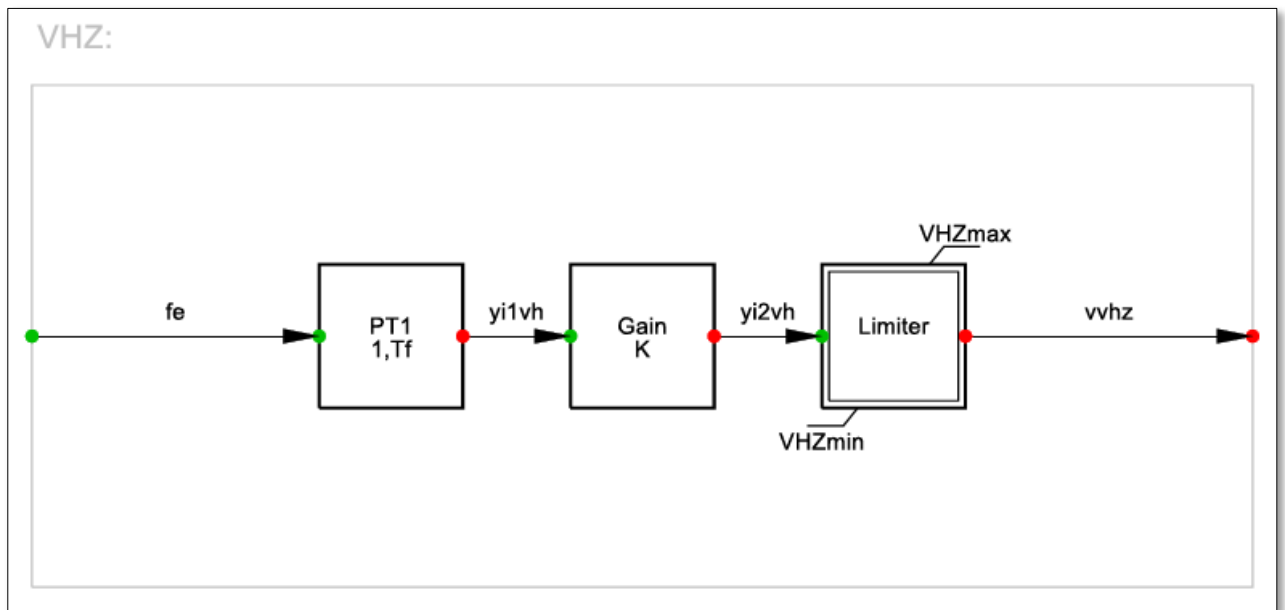 VHZ:
VHZmax
fe
PT1
1,Tf
yi1vh
Gain
K
yi2vh
Limiter
vvhz
VHZmin